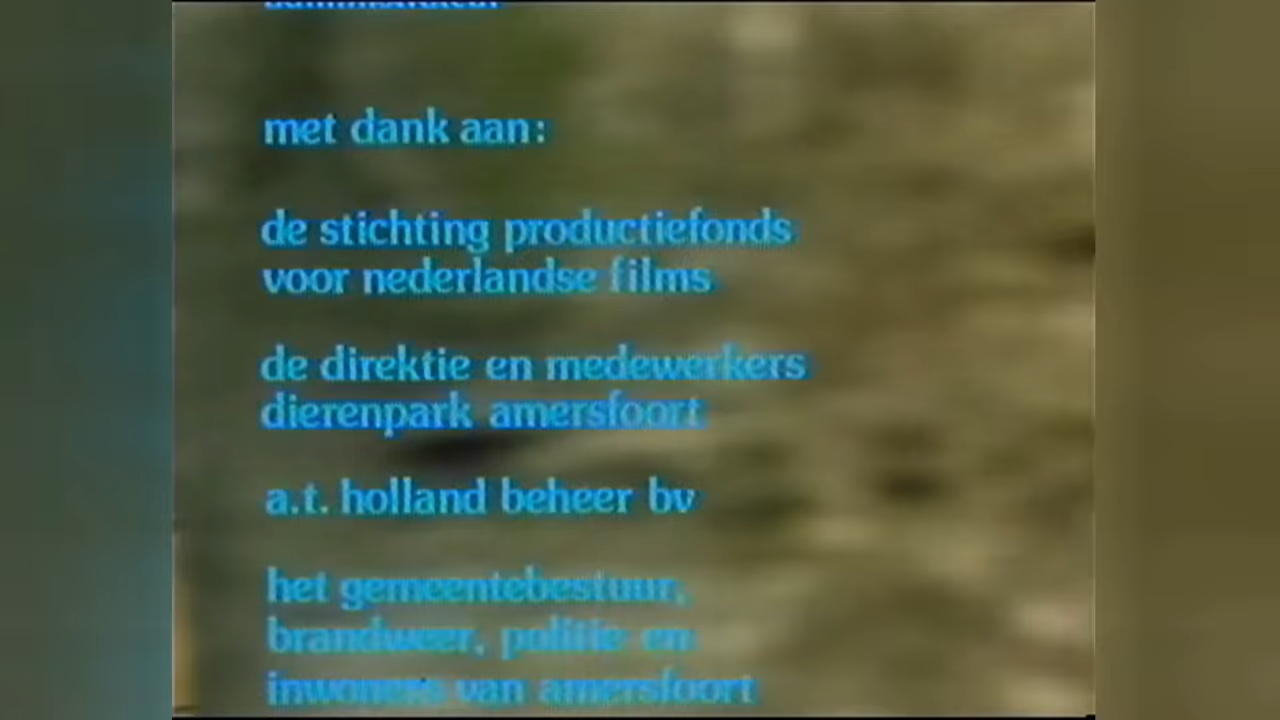 met dank aan:
de stichting productiefonds
voor nederlandse films
de direktie en medewerkers
dierenpark amersfoort
a.t. holland beheer bv
het gemeentebestuur,
brandweer, politie en
inwoners van amersfoort